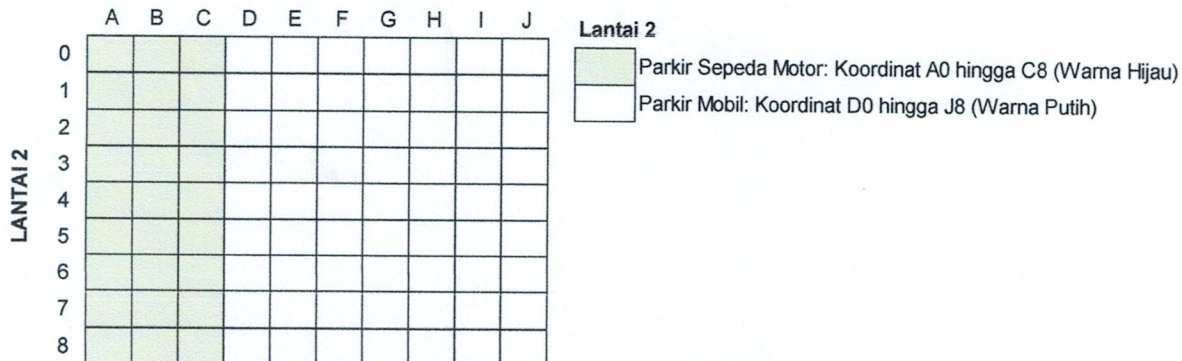 A B C D E F G H I J
Lantai 2
0
Parkir Sepeda Motor: Koordinat A0 hingga C8 (Warna Hijau)
1
Parkir Mobil: Koordinat D0 hingga J8 (Warna Putih)
2
3
4
5
6
7
8
LANTAI 2